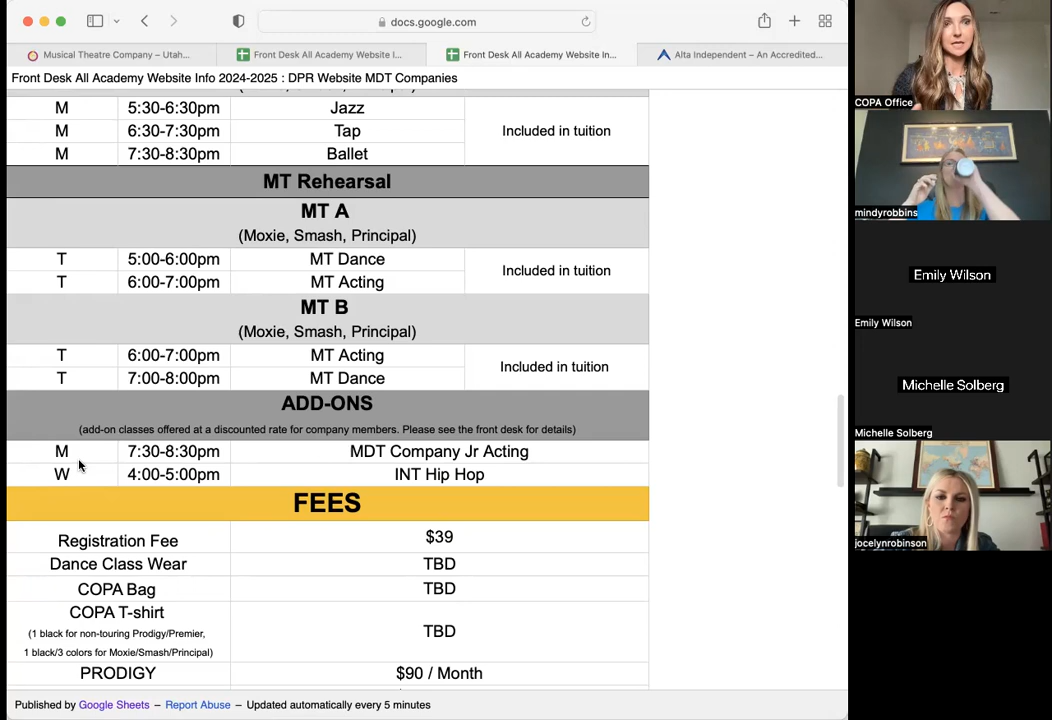 docs.google.com
Musical Theatre Company – Utah...
Front Desk All Academy Website I...
Front Desk All Academy Website In...
Alta Independent – An Accredited...
Front Desk All Academy Website Info 2024-2025 : DPR Website MDT Companies
M 5:30-6:30pm Jazz
M 6:30-7:30pm Tap
Included in tuition
M 7:30-8:30pm Ballet
MT Rehearsal
MT A
(Moxie, Smash, Principal)
T 5:00-6:00pm MT Dance
Included in tuition
T 6:00-7:00pm MT Acting
MT B
(Moxie, Smash, Principal)
T 6:00-7:00pm MT Acting
Included in tuition
T 7:00-8:00pm MT Dance
ADD-ONS
(add-on classes offered at a discounted rate for company members. Please see the front desk for details)
M 7:30-8:30pm MDT Company Jr Acting
W 4:00-5:00pm INT Hip Hop
FEES
Registration Fee $39
Dance Class Wear TBD
COPA Bag TBD
COPA T-shirt
(1 black for non-touring Prodigy/Premier,
1 black/3 colors for Moxie/Smash/Principal)
TBD
PRODIGY $90 / Month
Published by Google Sheets – Report Abuse – Updated automatically every 5 minutes
COPA Office
mindyrobbins
Emily Wilson
Emily Wilson
Michelle Solberg
Michelle Solberg
jocelynrobinson